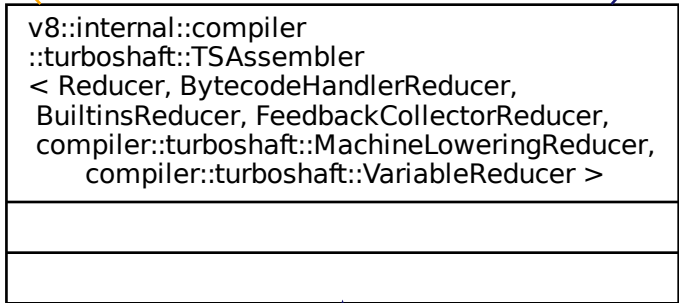 v8::internal::compiler
::turboshaft::TSAssembler
< Reducer, BytecodeHandlerReducer,
BuiltinsReducer, FeedbackCollectorReducer,
compiler::turboshaft::MachineLoweringReducer,
compiler::turboshaft::VariableReducer >